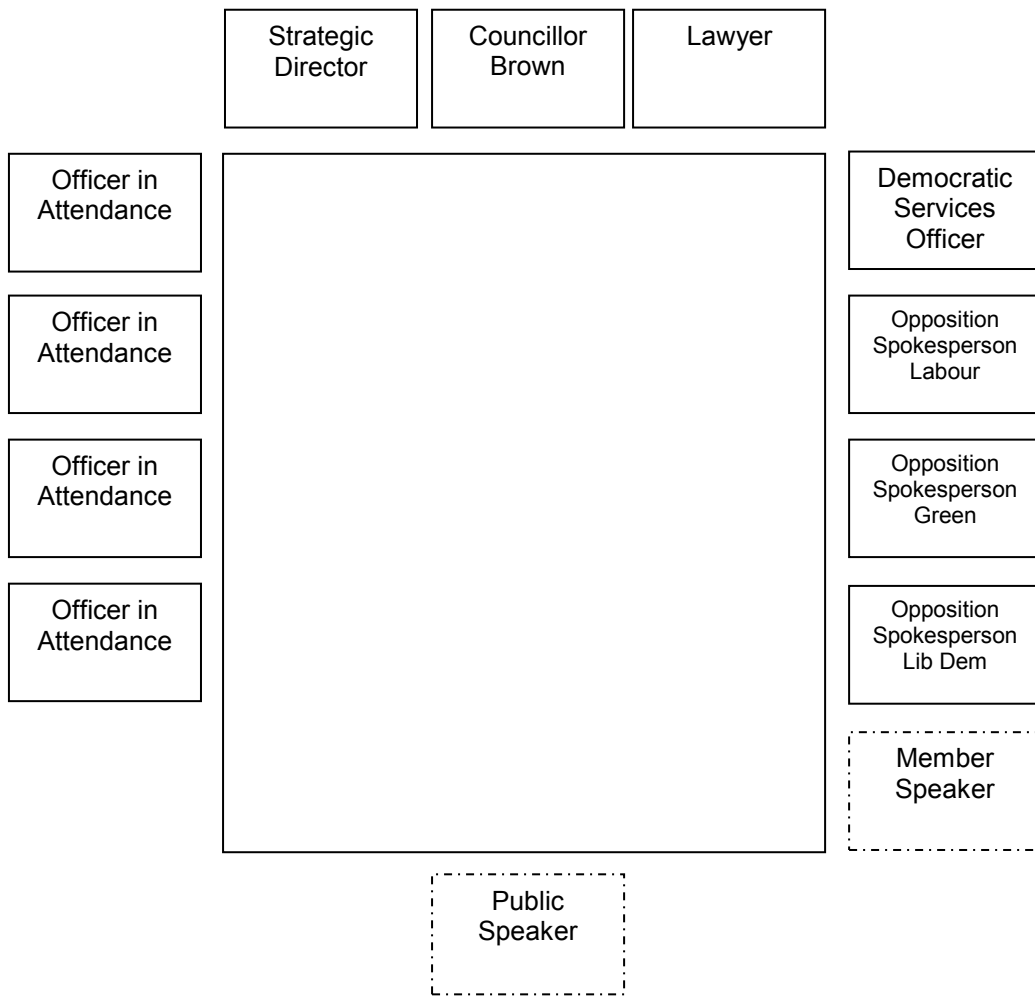 Strategic
Director
Councillor
Brown
Lawyer
Officer in
Attendance
Democratic
Services
Officer
Officer in
Attendance
Opposition
Spokesperson
Labour
Officer in
Attendance
Opposition
Spokesperson
Green
Officer in
Attendance
Opposition
Spokesperson
Lib Dem
Member
Speaker
Public
Speaker